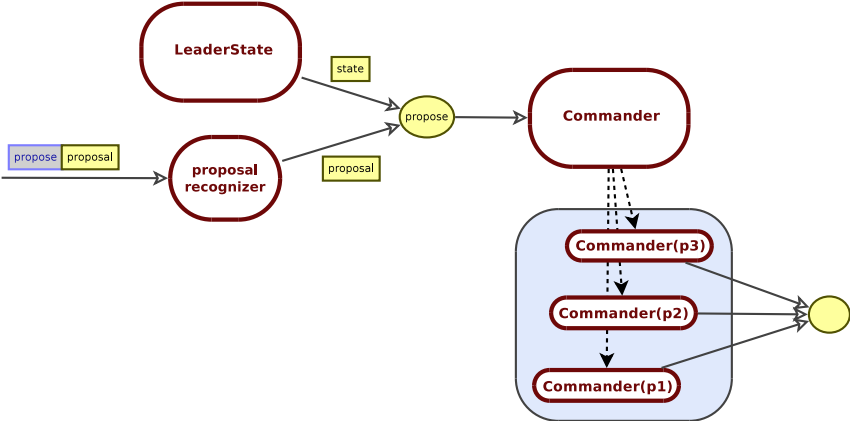 LeaderState
state
propose
Commander
propose proposal
proposal
recognizer
proposal
Commander(p3)
Commander(p2)
Commander(p1)